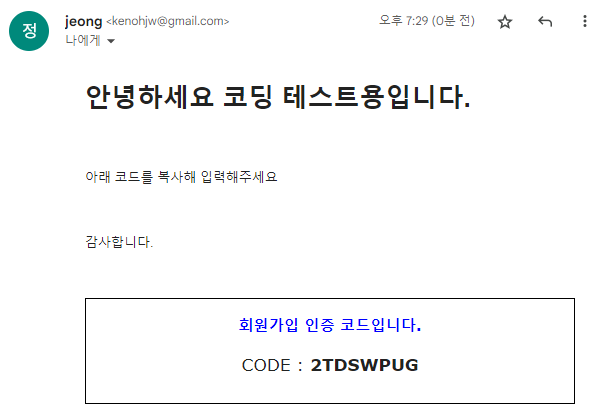 정
jeong <kenohjw@gmail.com>
오후 7:29 (0분 전)
나에게
안녕하세요 코딩 테스트용입니다.
아래 코드를 복사해 입력해주세요
감사합니다.
회원가입 인증 코드입니다.
CODE : 2TDSWPUG